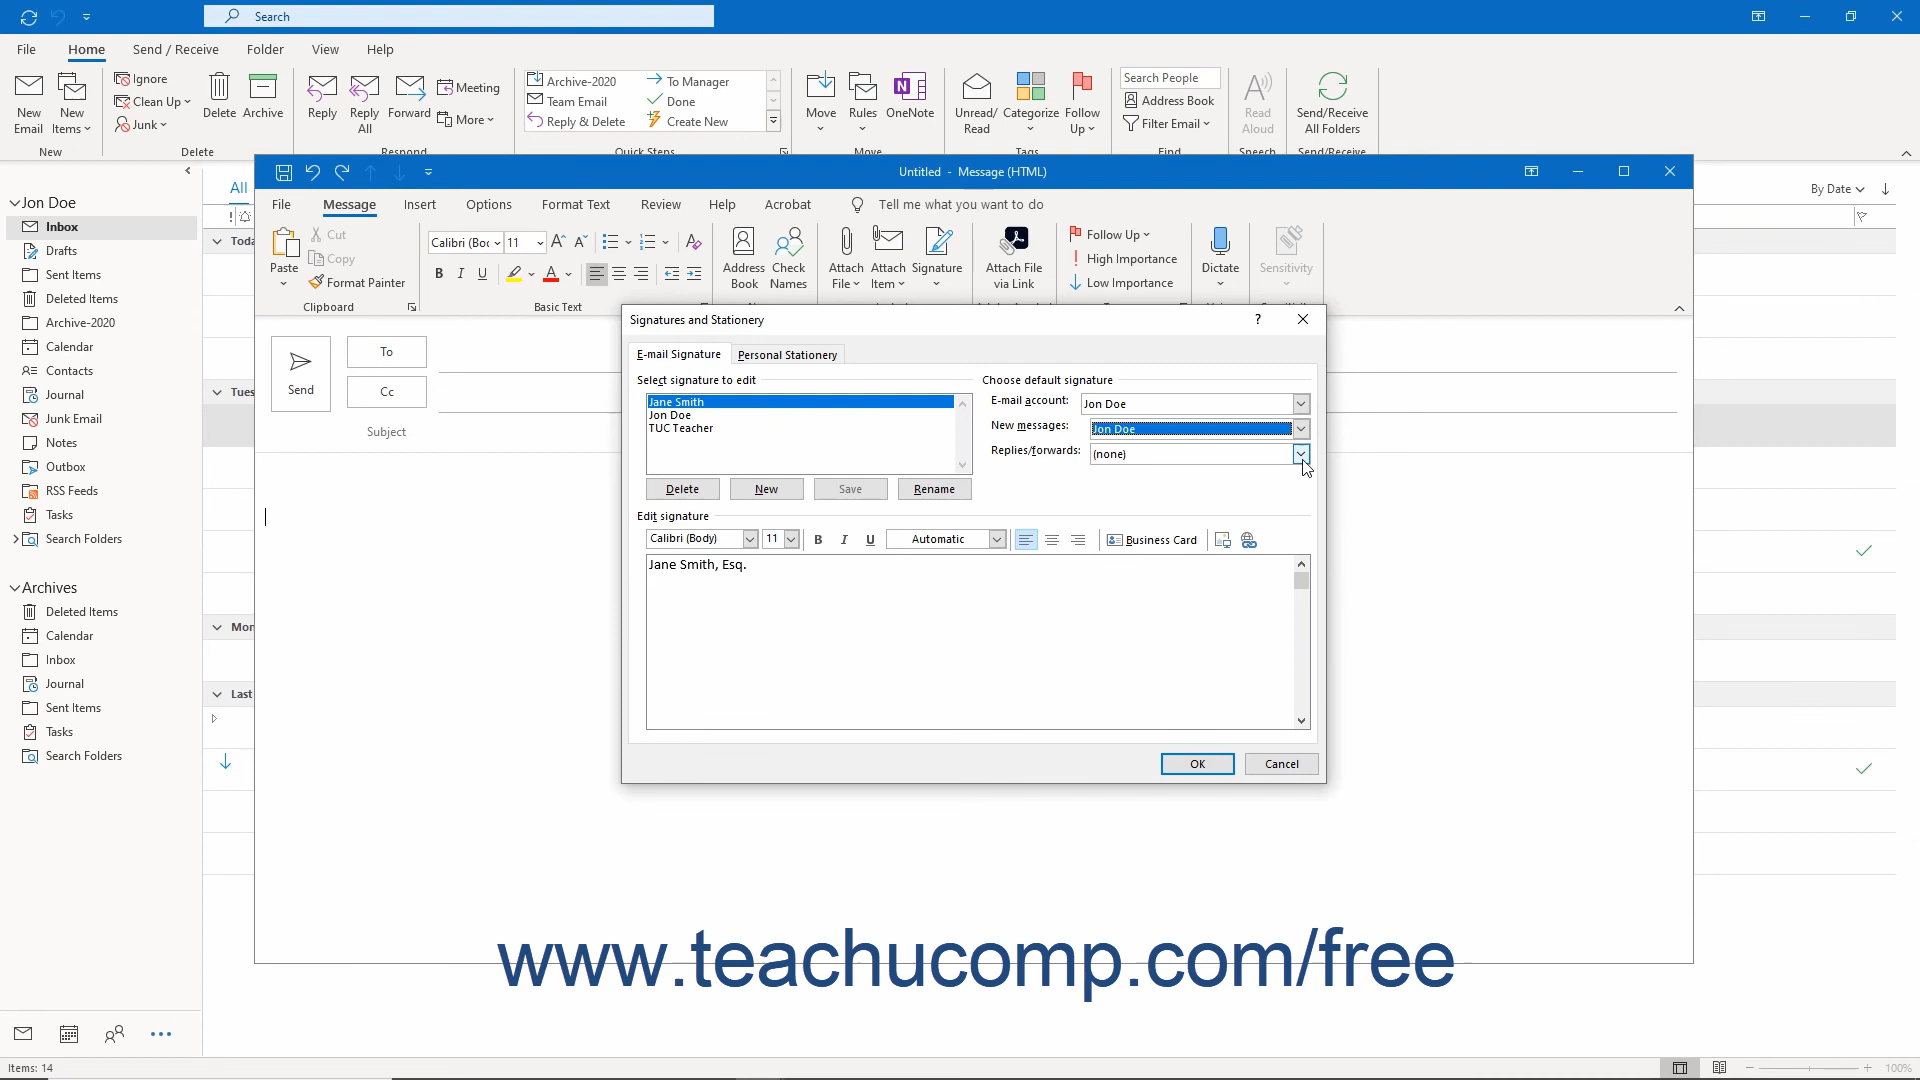 Search
File Home Send / Receive Folder View Help
New Email
New Items
Ignore
Clean Up
Junk
Delete
Archive
Reply
Reply All
Forward
Meeting
More
Archive-2020
Team Email
Reply & Delete
To Manager
Done
Create New
Move
Rules
OneNote
Unread/ Read
Categorize
Follow Up
Search People
Address Book
Filter Email
Read Aloud
Send/Receive All Folders
New Delete Respond Quick Steps Move Tags Find Speech Send/Receive
All
By Date
Untitled - Message (HTML)
File Message Insert Options Format Text Review Help Acrobat Tell me what you want to do
Paste
Cut
Copy
Format Painter
Clipboard
Calibri (Boc 11
B I U
Basic Text
Address Book
Check Names
Attach File
Attach Item
Signature
Attach File via Link
Follow Up
High Importance
Low Importance
Dictate
Sensitivity
Jon Doe
Inbox
Drafts
Sent Items
Deleted Items
Archive-2020
Calendar
Contacts
Journal
Junk Email
Notes
Outbox
RSS Feeds
Tasks
Search Folders
Archives
Deleted Items
Calendar
Inbox
Journal
Sent Items
Tasks
Search Folders
Toda
Tues
Mon
Last
Send
To
Cc
Subject
Signatures and Stationery ?
E-mail Signature Personal Stationery
Select signature to edit
Jane Smith
Jon Doe
TUC Teacher
Delete New Save Rename
Choose default signature
E-mail account: Jon Doe
New messages: Jon Doe
Replies/forwards: (none)
Edit signature
Calibri (Body) 11 B I U Automatic Business Card
Jane Smith, Esq.
OK Cancel
www.teachucomp.com/free
Items: 14
100%